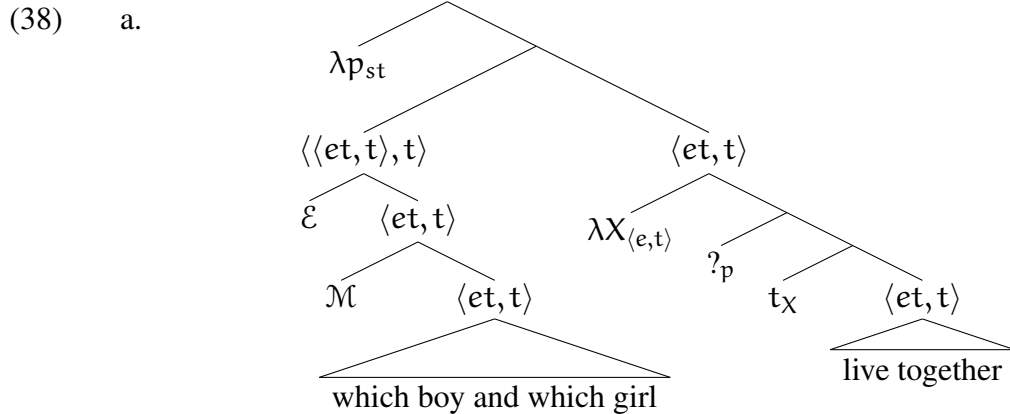 (38) a.
λp_st
⟨⟨et, t⟩, t⟩ ⟨et, t⟩
ℰ ⟨et, t⟩ λX_⟨e,t⟩
?_p
ℳ ⟨et, t⟩ t_X ⟨et, t⟩
which boy and which girl live together